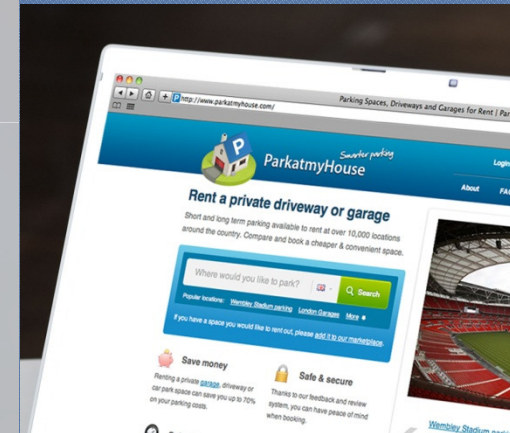 Parking Spaces, Driveways and Garages for Rent | Par
http://www.parkatmyhouse.com/
Smarter parking
P ParkatmyHouse
Login
About FAQ
Rent a private driveway or garage
Short and long term parking available to rent at over 10,000 locations
around the country. Compare and book a cheaper & convenient space.
Where would you like to park?
Search
Popular locations: Wembley Stadium parking London Garages More
If you have a space you would like to rent out, please add it to our marketplace.
Save money
Renting a private garage, driveway or
car park space can save you up to 70%
on your parking costs.
Safe & secure
Thanks to our feedback and review
system, you can have peace of mind
when booking.
Wembley Stadium